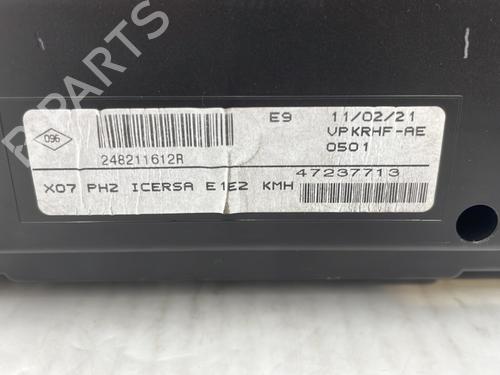 E9 11/02/21
VPKRHF-AE
096
0501
248211612R
47237713
X07 PH2 ICERSA E1E2 KMH
B-PARTS